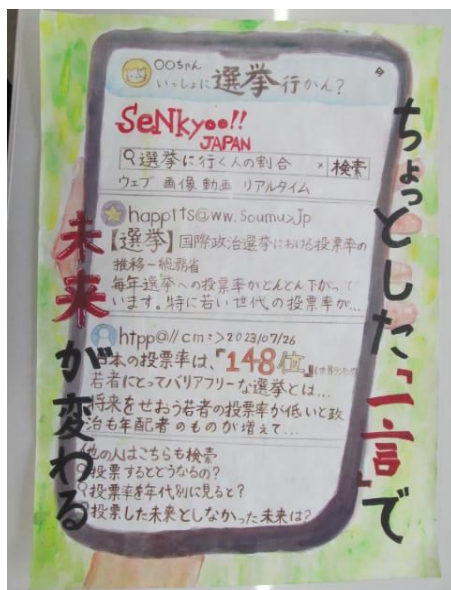 ちょっとした『一言』で
未来が変わる
〇〇ちゃん
いっしょに選挙行かん?
SeNkyoo!!
JAPAN
選挙に行く人の割合 × 検索
ウェブ 画像 動画 リアルタイム
happ1ts@ww.soumu>Jp
【選挙】国際政治選挙における投票率の
推移-総務省
毎年選挙への投票率がどんどん下がって
います。特に若い世代の投票率が...
htpp@//cm=>2023/07/26
日本の投票率は、『148位』
若者にとってバリアフリーな選挙とは...
将来をせおう若者の投票率が低いと政
治も年配者のものが増えて...
他の人はこちらも検索
投票するとどうなるの?
投票率を年代別に見ると?
投票した未来としなかった未来は?